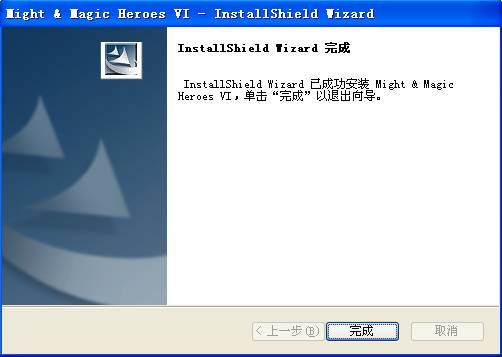 Might & Magic Heroes VI - InstallShield Wizard
InstallShield Wizard 完成
InstallShield Wizard 已成功安装 Might & Magic
Heroes VI，单击“完成”以退出向导。
< 上一步(B) 完成 取消